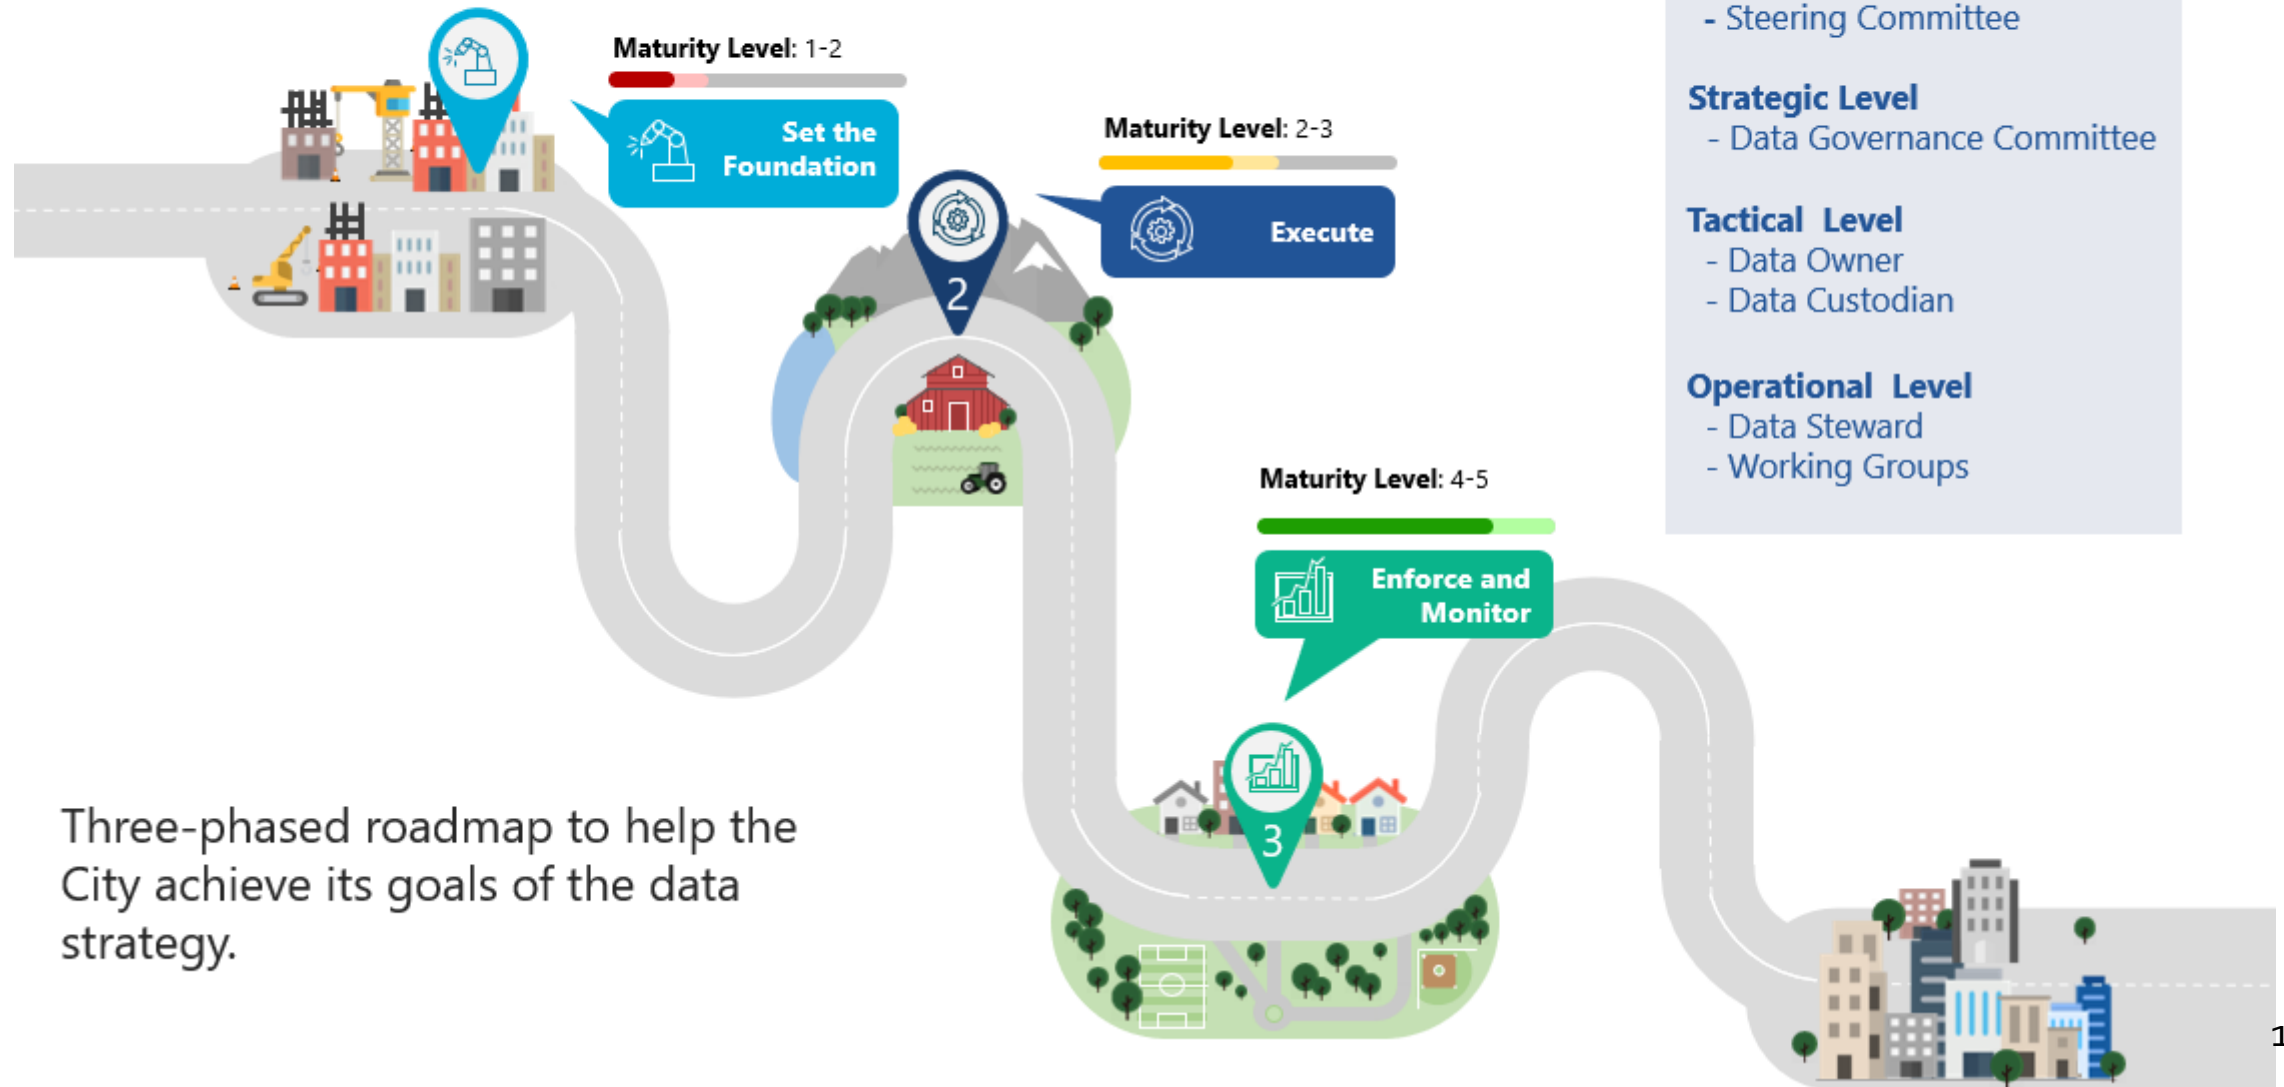 Maturity Level: 1-2
Set the
Foundation
Maturity Level: 2-3
Execute
2
Maturity Level: 4-5
Enforce and
Monitor
3
- Steering Committee
Strategic Level
- Data Governance Committee
Tactical Level
- Data Owner
- Data Custodian
Operational Level
- Data Steward
- Working Groups
Three-phased roadmap to help the
City achieve its goals of the data
strategy.
1